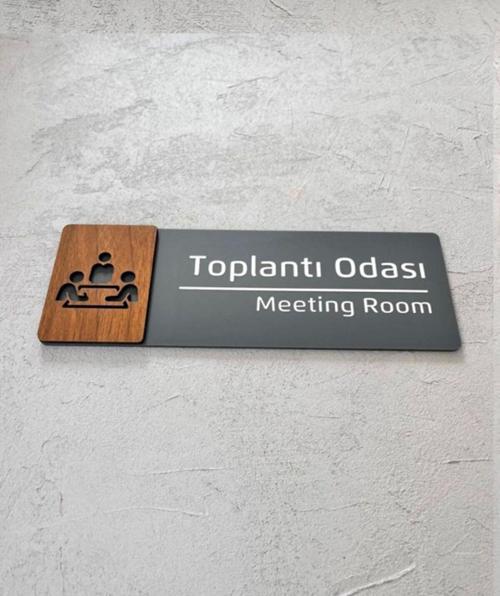 Toplantı Odası
Meeting Room